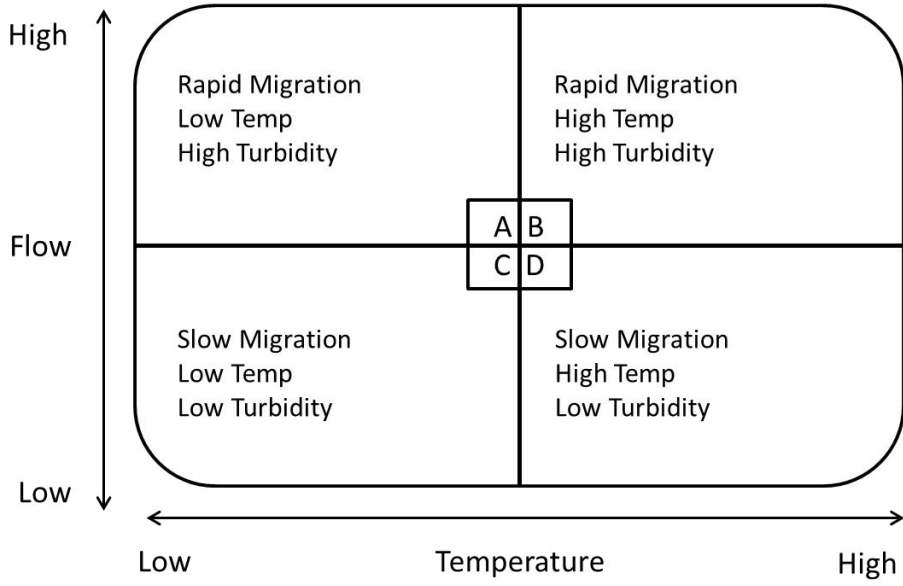 High
Rapid Migration
Low Temp
High Turbidity
Rapid Migration
High Temp
High Turbidity
Flow
A B
C D
Slow Migration
Low Temp
Low Turbidity
Slow Migration
High Temp
Low Turbidity
Low
Low Temperature High